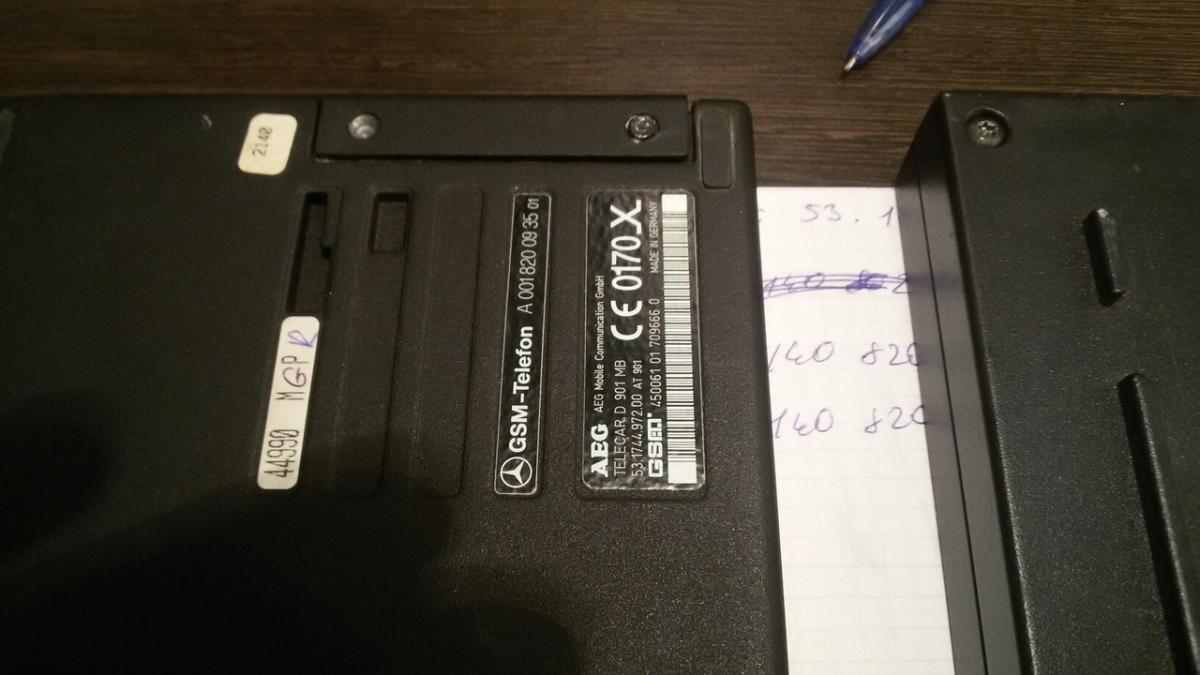 2140
44990 MGP R
GSM-Telefon A 001 820 09 35 01
AEG AEG Mobile Communication GmbH
TELECAR D 901 MB
53.1744.972.00 AT 901
CE 0170 X
GSM 450061 01 709666 0 MADE IN GERMANY
53.1
140 820
140 820